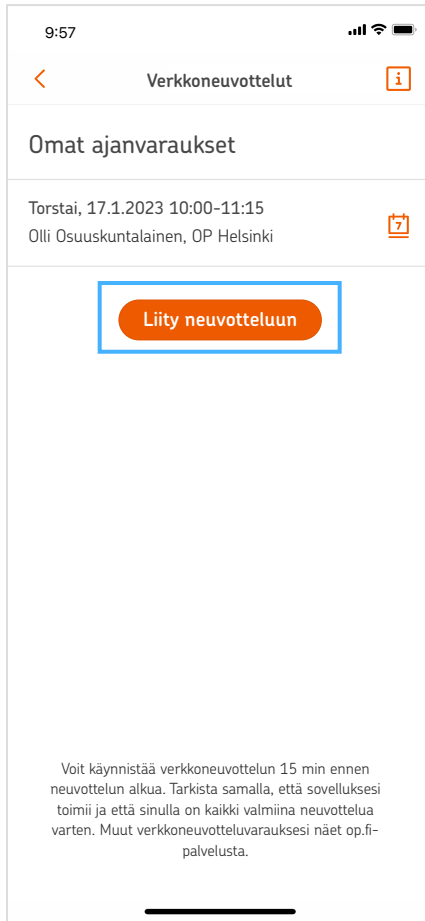 9:57
Verkkoneuvottelut
i
Omat ajanvaraukset
Torstai, 17.1.2023 10:00-11:15
Olli Osuuskuntalainen, OP Helsinki
7
Liity neuvotteluun
Voit käynnistää verkkoneuvottelun 15 min ennen
neuvottelun alkua. Tarkista samalla, että sovelluksesi
toimii ja että sinulla on kaikki valmiina neuvottelua
varten. Muut verkkoneuvotteluvarauksesi näet op.fi-
palvelusta.